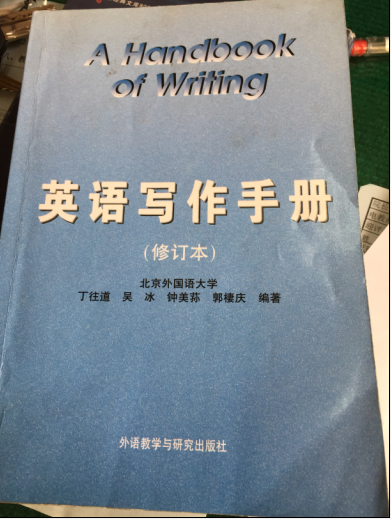 A Handbook
of Writing
英语写作手册
(修订本)
北京外国语大学
丁往道 吴 冰 钟美荪 郭棲庆 编著
外语教学与研究出版社